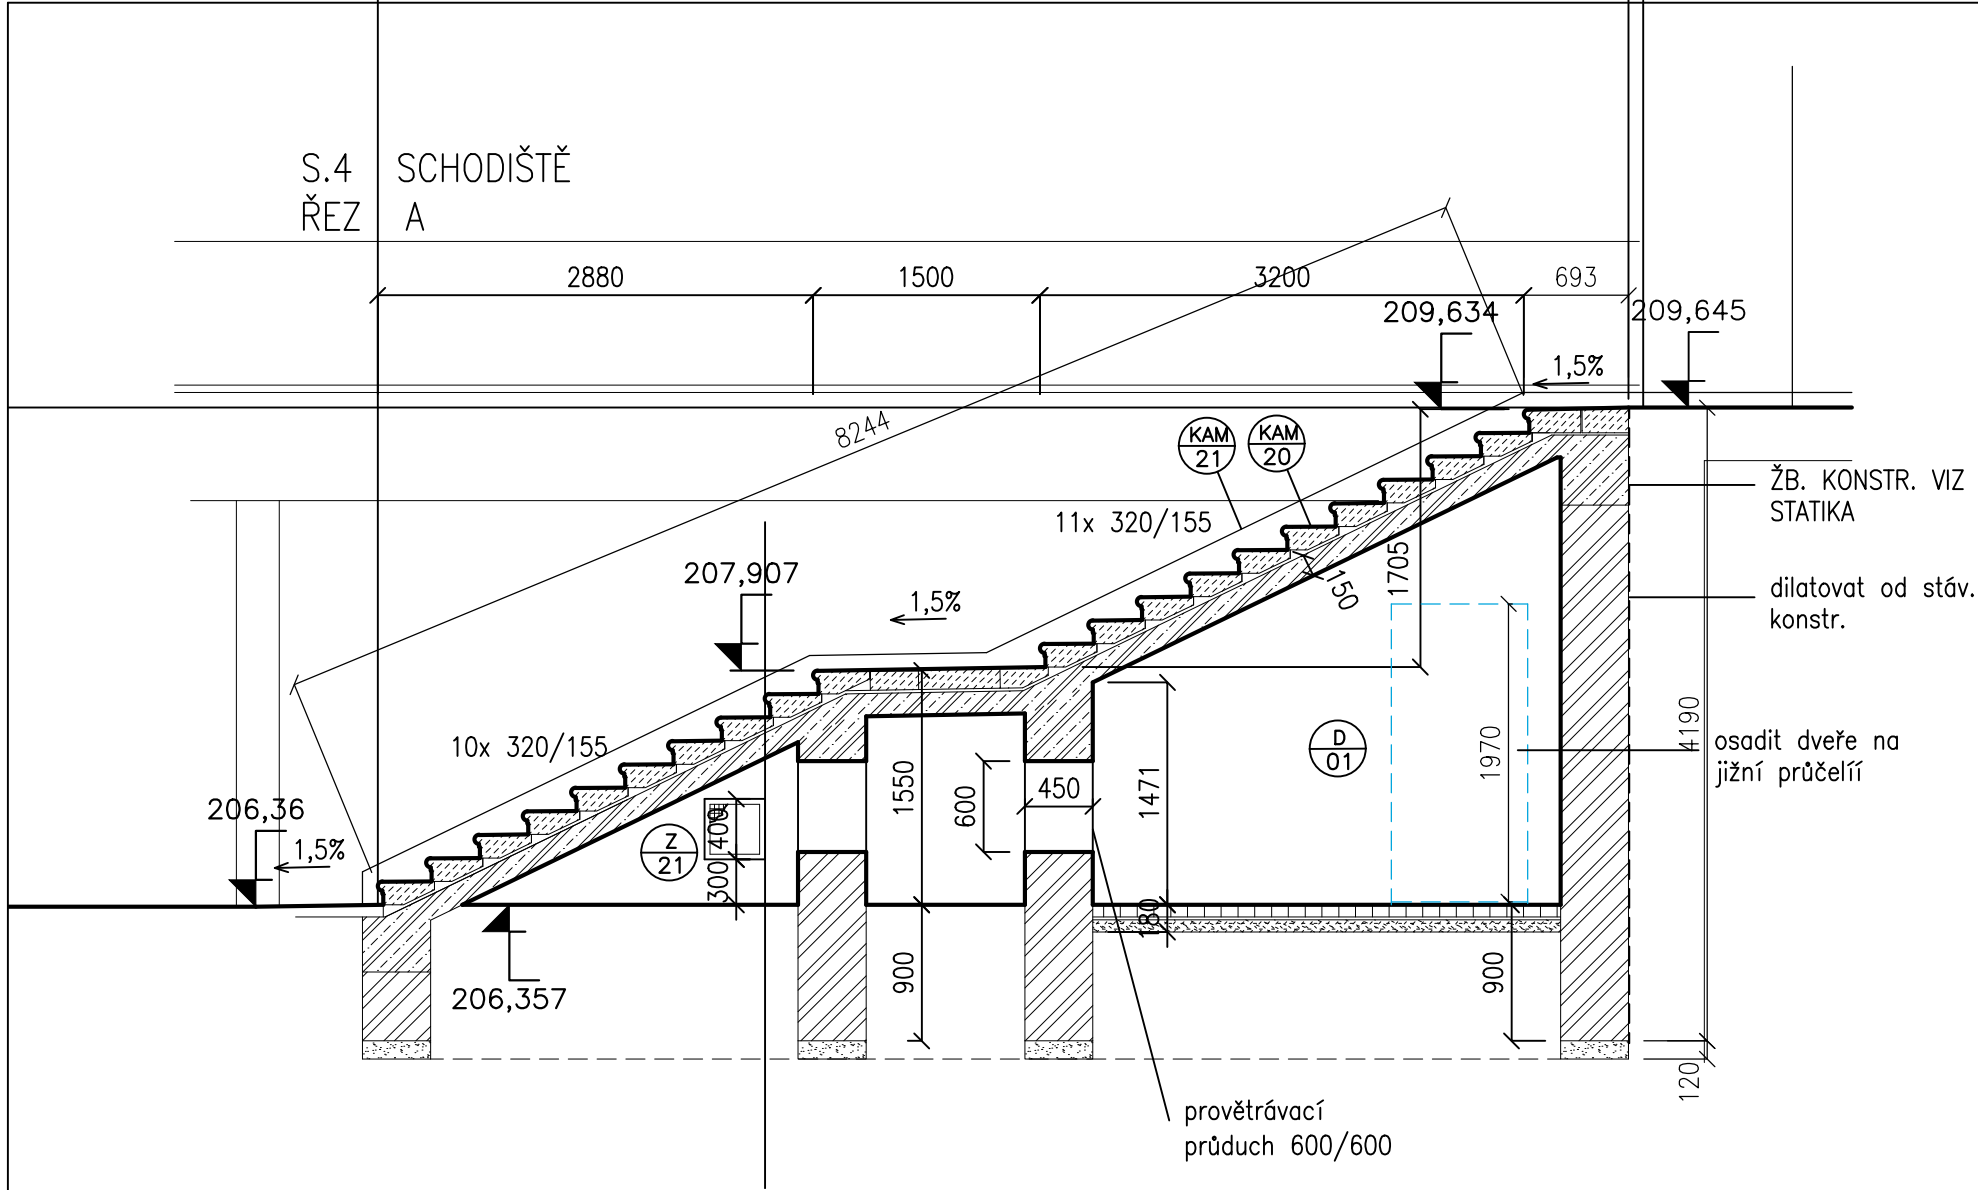 S.4 SCHODIŠTĚ
ŘEZ A
2880
1500
3200
693
209,634
209,645
1,5%
8244
KAM
21
KAM
20
ŽB. KONSTR. VIZ
STATIKA
11x 320/155
1705
150
207,907
1,5%
dilatovat od stáv.
konstr.
10x 320/155
4190
osadit dveře na
jižní průčelíí
D
01
1970
1550
600
450
1471
206,36
1,5%
Z
21
400
300
180
206,357
900
900
120
provětrávací
průduch 600/600